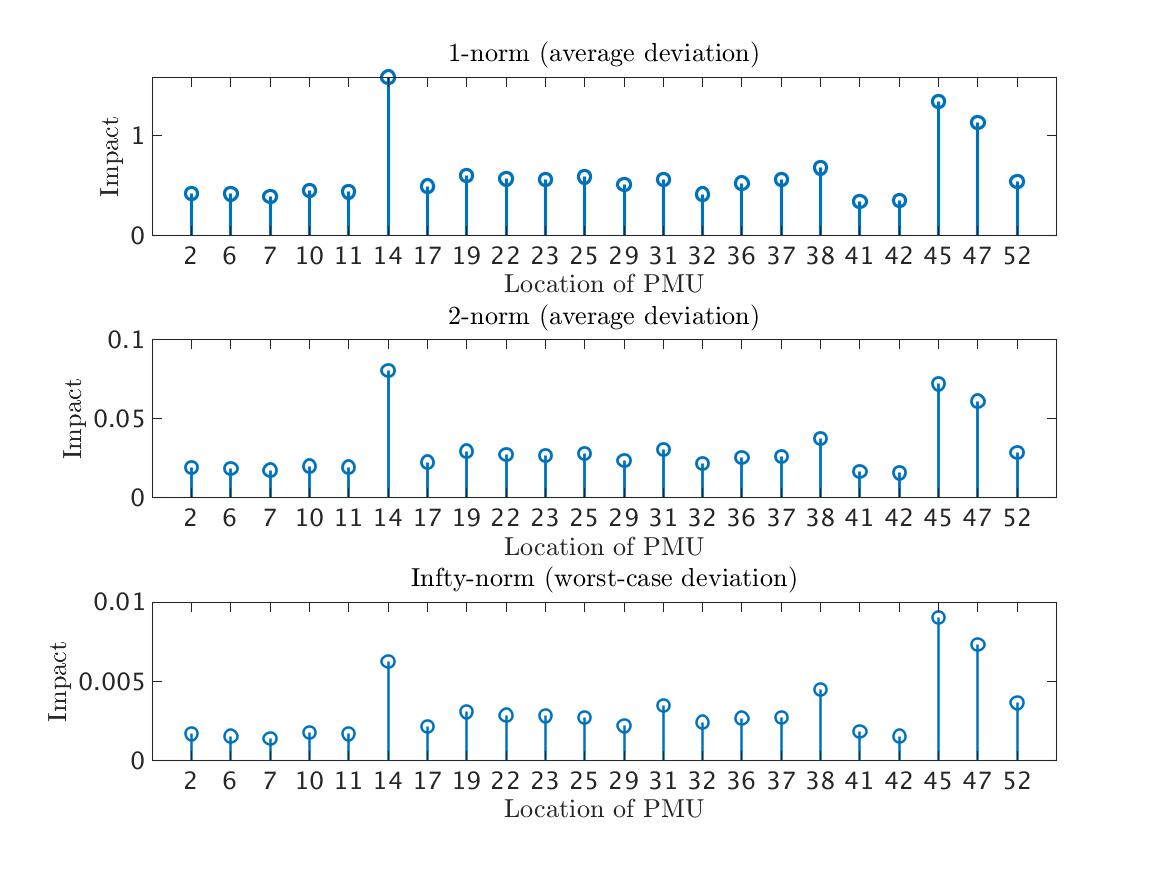 1-norm (average deviation)
Impact
1
0
2 6 7 10 11 14 17 19 22 23 25 29 31 32 36 37 38 41 42 45 47 52
Location of PMU
2-norm (average deviation)
Impact
0.1
0.05
0
2 6 7 10 11 14 17 19 22 23 25 29 31 32 36 37 38 41 42 45 47 52
Location of PMU
Infty-norm (worst-case deviation)
Impact
0.01
0.005
0
2 6 7 10 11 14 17 19 22 23 25 29 31 32 36 37 38 41 42 45 47 52
Location of PMU